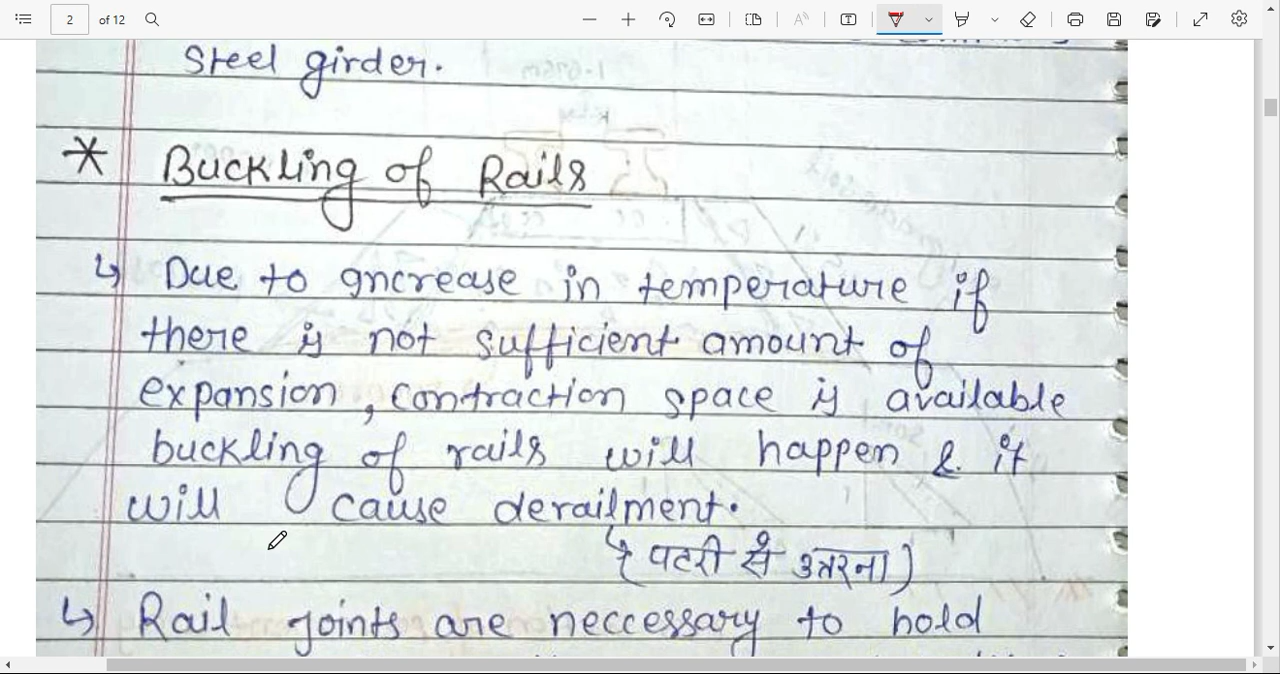 2 of 12
Steel girder.
* Buckling of Rails
↳ Due to gncrease in temperature if
there is not sufficient amount of
expansion, contraction space is available
buckling of rails will happen & it
will cause derailment.
↳ { पटरी से उतरना )
↳ Rail joints are neccessary to hold